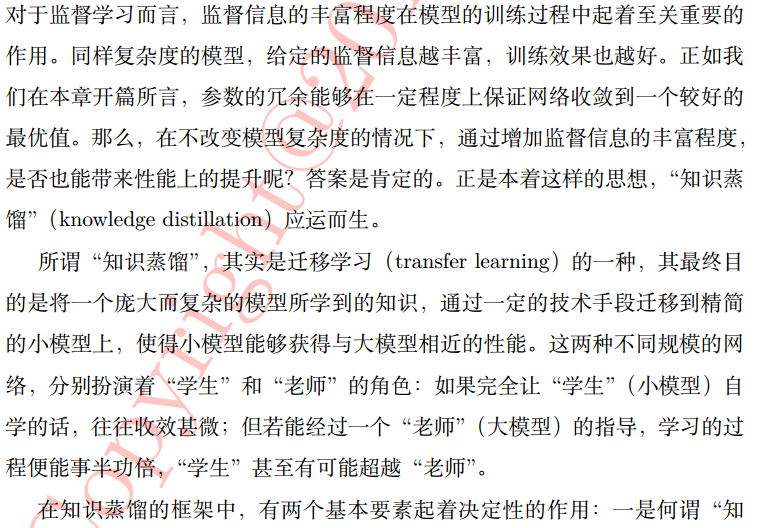 对于监督学习而言，监督信息的丰富程度在模型的训练过程中起着至关重要的
作用。同样复杂度的模型，给定的监督信息越丰富，训练效果也越好。正如我
们在本章开篇所言，参数的冗余能够在一定程度上保证网络收敛到一个较好的
最优值。那么，在不改变模型复杂度的情况下，通过增加监督信息的丰富程度，
是否也能带来性能上的提升呢？答案是肯定的。正是本着这样的思想，“知识蒸
馏”（knowledge distillation）应运而生。
所谓“知识蒸馏”，其实是迁移学习（transfer learning）的一种，其最终目
的是将一个庞大而复杂的模型所学到的知识，通过一定的技术手段迁移到精简
的小模型上，使得小模型能够获得与大模型相近的性能。这两种不同规模的网
络，分别扮演着“学生”和“老师”的角色：如果完全让“学生”（小模型）自
学的话，往往收效甚微；但若能经过一个“老师”（大模型）的指导，学习的过
程便能事半功倍，“学生”甚至有可能超越“老师”。
在知识蒸馏的框架中，有两个基本要素起着决定性的作用：一是何谓“知
Copyright@20